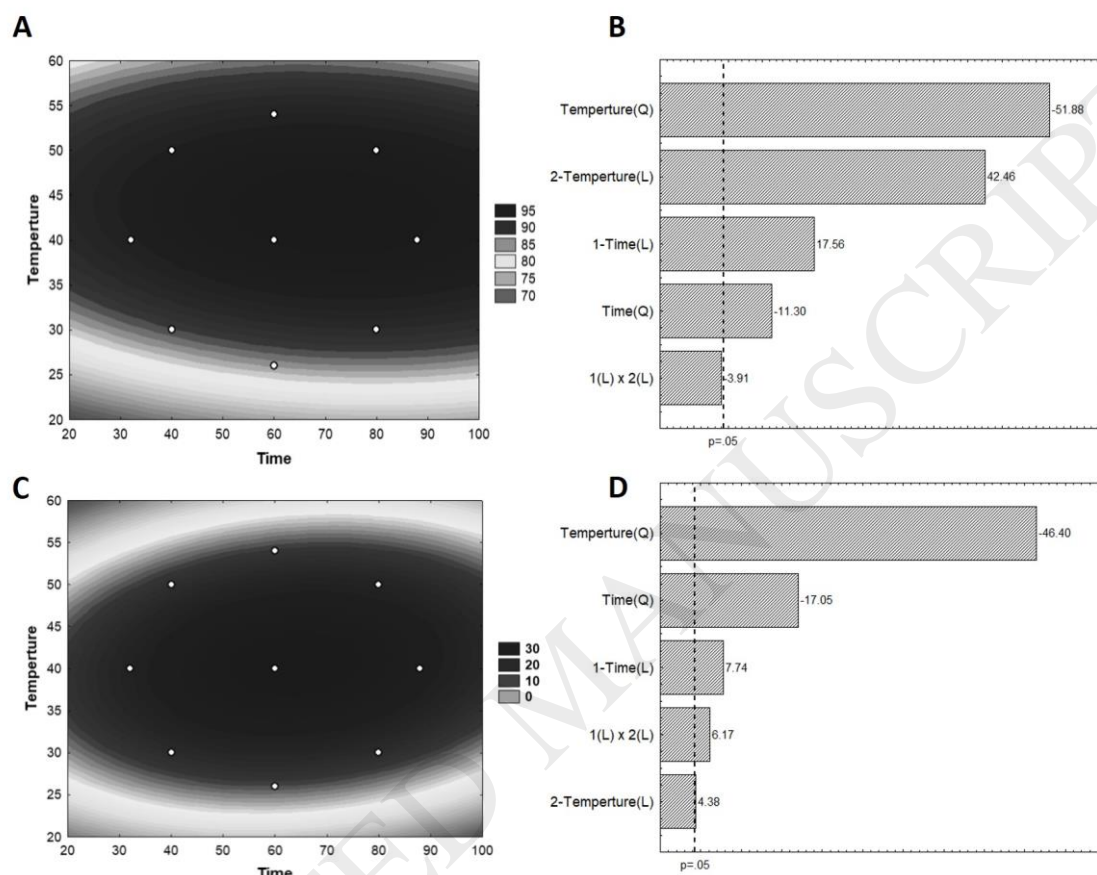 A
B
60
55
50
45
40
35
30
25
20
Temperture
20 30 40 50 60 70 80 90 100
Time
95
90
85
80
75
70
Temperture(Q)
-51.88
2-Temperture(L)
42.46
1-Time(L)
17.56
Time(Q)
-11.30
1(L) x 2(L)
-3.91
p=.05
C
D
60
55
50
45
40
35
30
25
20
Temperture
20 30 40 50 60 70 80 90 100
Time
30
20
10
0
Temperture(Q)
-46.40
Time(Q)
-17.05
1-Time(L)
7.74
1(L) x 2(L)
6.17
2-Temperture(L)
4.38
p=.05
TED MANUSCRIPT